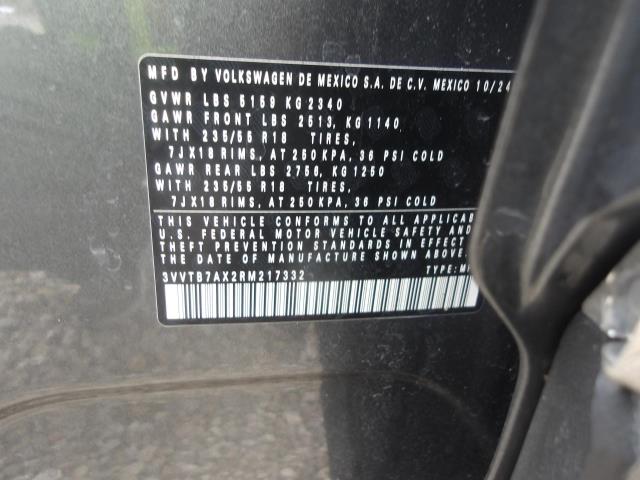 MFD BY VOLKSWAGEN DE MEXICO S.A. DE C.V. MEXICO 10/24
GVWR LBS 5159 KG 2340
GAWR FRONT LBS 2513, KG 1140
WITH 235/55 R18 TIRES,
7JX18 RIMS, AT 250 KPA, 36 PSI COLD
GAWR REAR LBS 2756, KG 1250
WITH 235/55 R18 TIRES,
7JX18 RIMS, AT 250 KPA, 36 PSI COLD
THIS VEHICLE CONFORMS TO ALL APPLICAB
U.S. FEDERAL MOTOR VEHICLE SAFETY AND
THEFT PREVENTION STANDARDS IN EFFECT
THE DATE OF MANUFACTURE SHOWN ABOVE.
3VVTB7AX2RM217332 TYPE: M